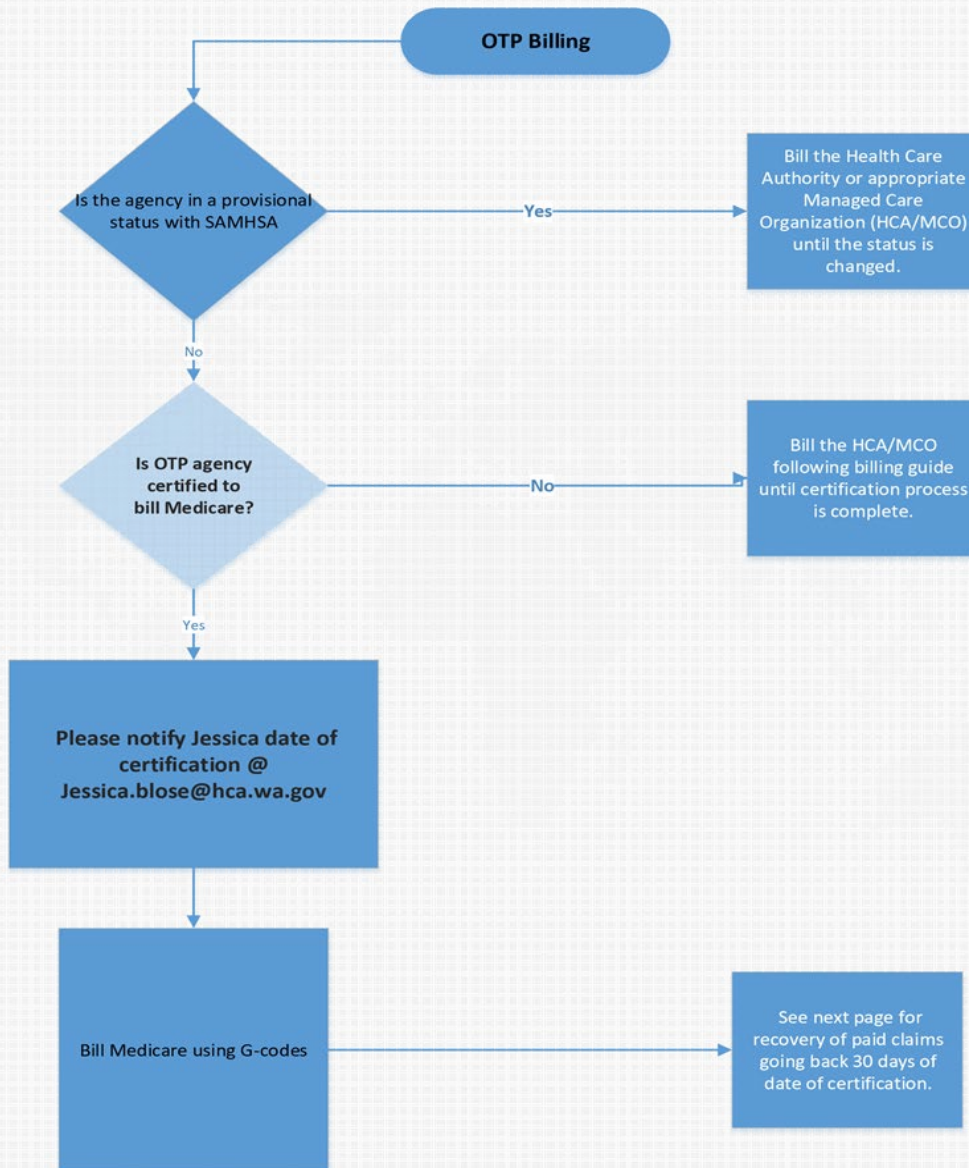 OTP Billing
Is the agency in a provisional
status with SAMHSA
Yes
Bill the Health Care
Authority or appropriate
Managed Care
Organization (HCA/MCO)
until the status is
changed.
No
Is OTP agency
certified to
bill Medicare?
No
Bill the HCA/MCO
following billing guide
until certification process
is complete.
Yes
Please notify Jessica date of
certification @
Jessica.blose@hca.wa.gov
Bill Medicare using G-codes
See next page for
recovery of paid claims
going back 30 days of
date of certification.